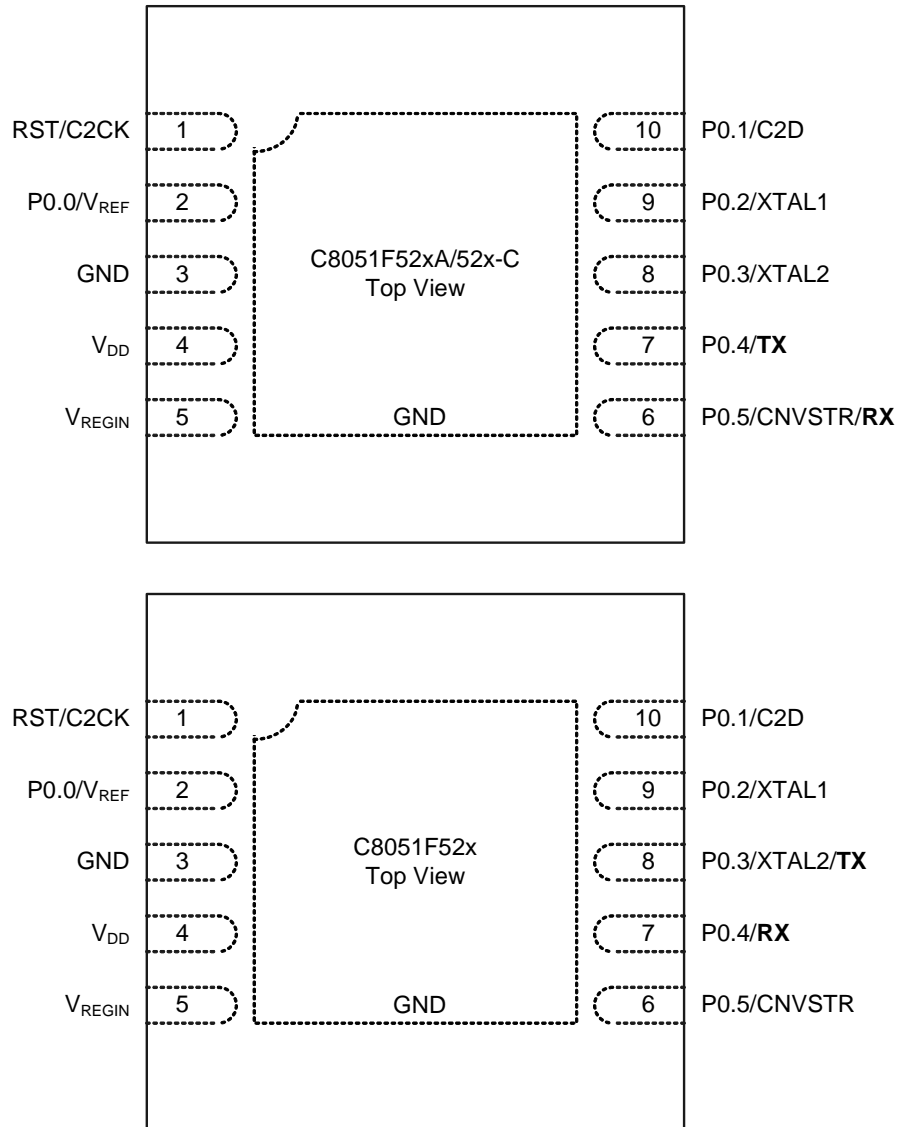 RST/C2CK 1 10 P0.1/C2D
P0.0/VREF 2 9 P0.2/XTAL1
GND 3 C8051F52xA/52x-C 8 P0.3/XTAL2
Top View
VDD 4 7 P0.4/TX
VREGIN 5 GND 6 P0.5/CNVSTR/RX
RST/C2CK 1 10 P0.1/C2D
P0.0/VREF 2 9 P0.2/XTAL1
GND 3 C8051F52x 8 P0.3/XTAL2/TX
Top View
VDD 4 7 P0.4/RX
VREGIN 5 GND 6 P0.5/CNVSTR